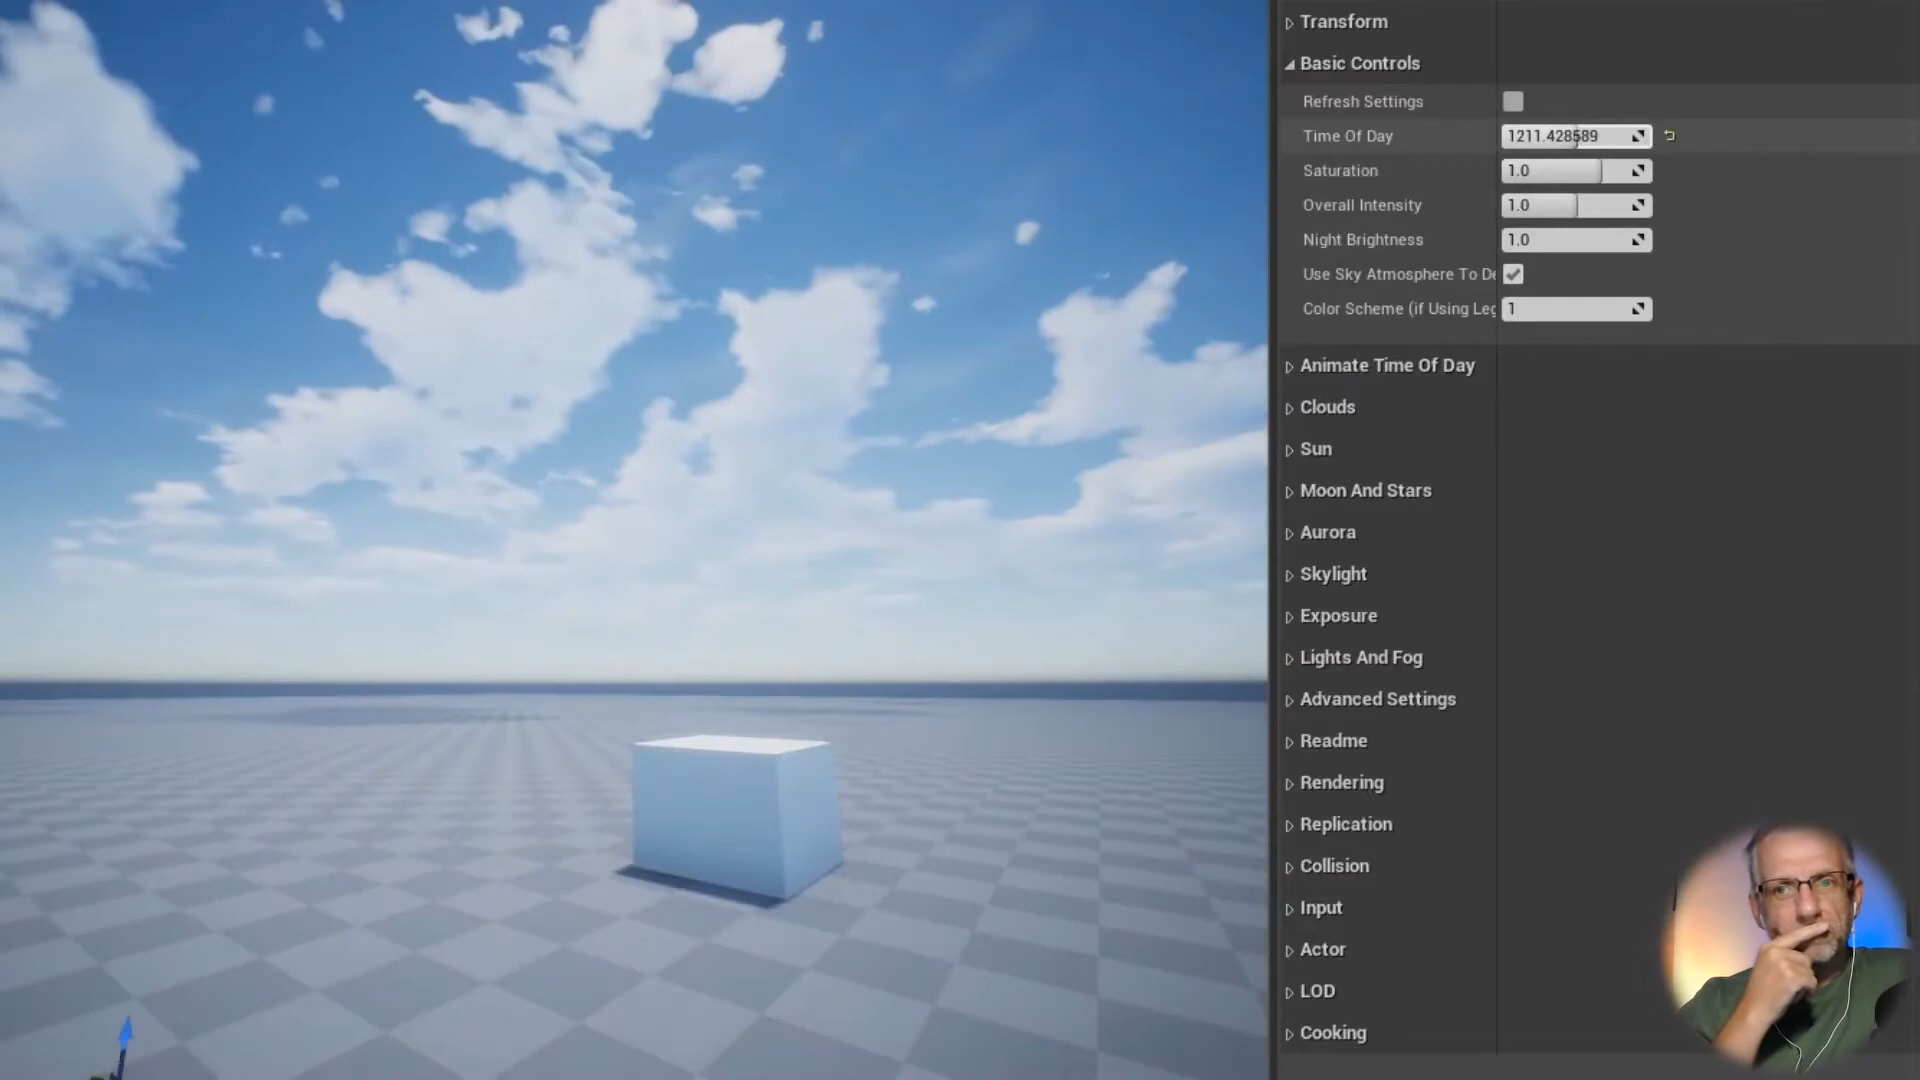 Transform
Basic Controls
Refresh Settings
Time Of Day 1211.428589
Saturation 1.0
Overall Intensity 1.0
Night Brightness 1.0
Use Sky Atmosphere To De
Color Scheme (if Using Leg 1
Animate Time Of Day
Clouds
Sun
Moon And Stars
Aurora
Skylight
Exposure
Lights And Fog
Advanced Settings
Readme
Rendering
Replication
Collision
Input
Actor
LOD
Cooking